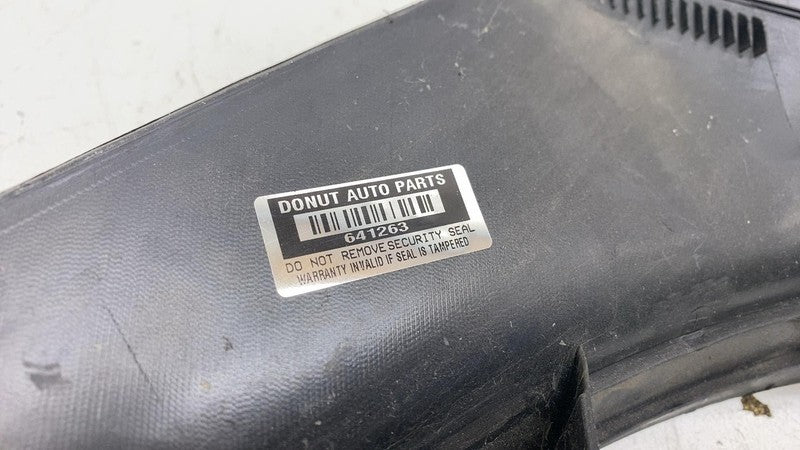 DONUT AUTO PARTS
641263
DO NOT REMOVE SECURITY SEAL
WARRANTY INVALID IF SEAL IS TAMPERED